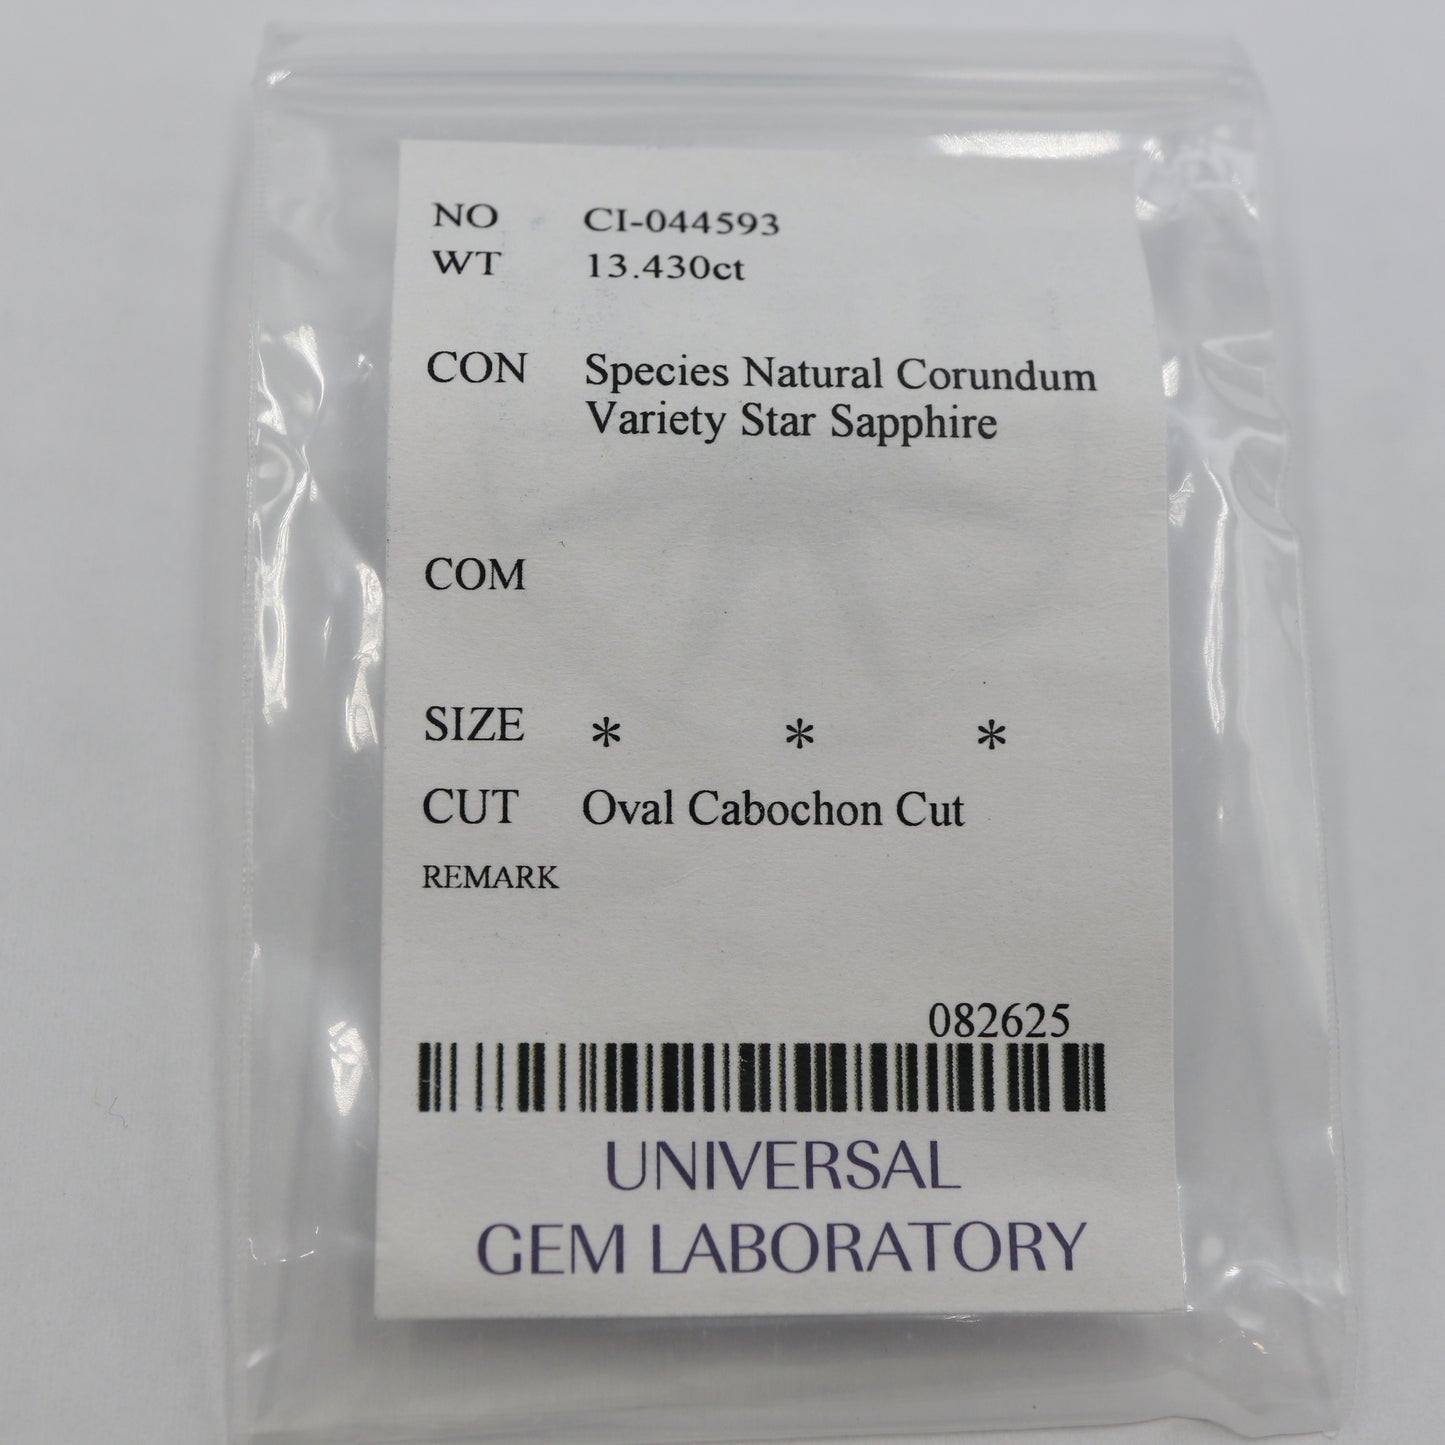 NO CI-044593
WT 13.430ct
CON Species Natural Corundum
Variety Star Sapphire
COM
SIZE * * *
CUT Oval Cabochon Cut
REMARK
082625
UNIVERSAL
GEM LABORATORY